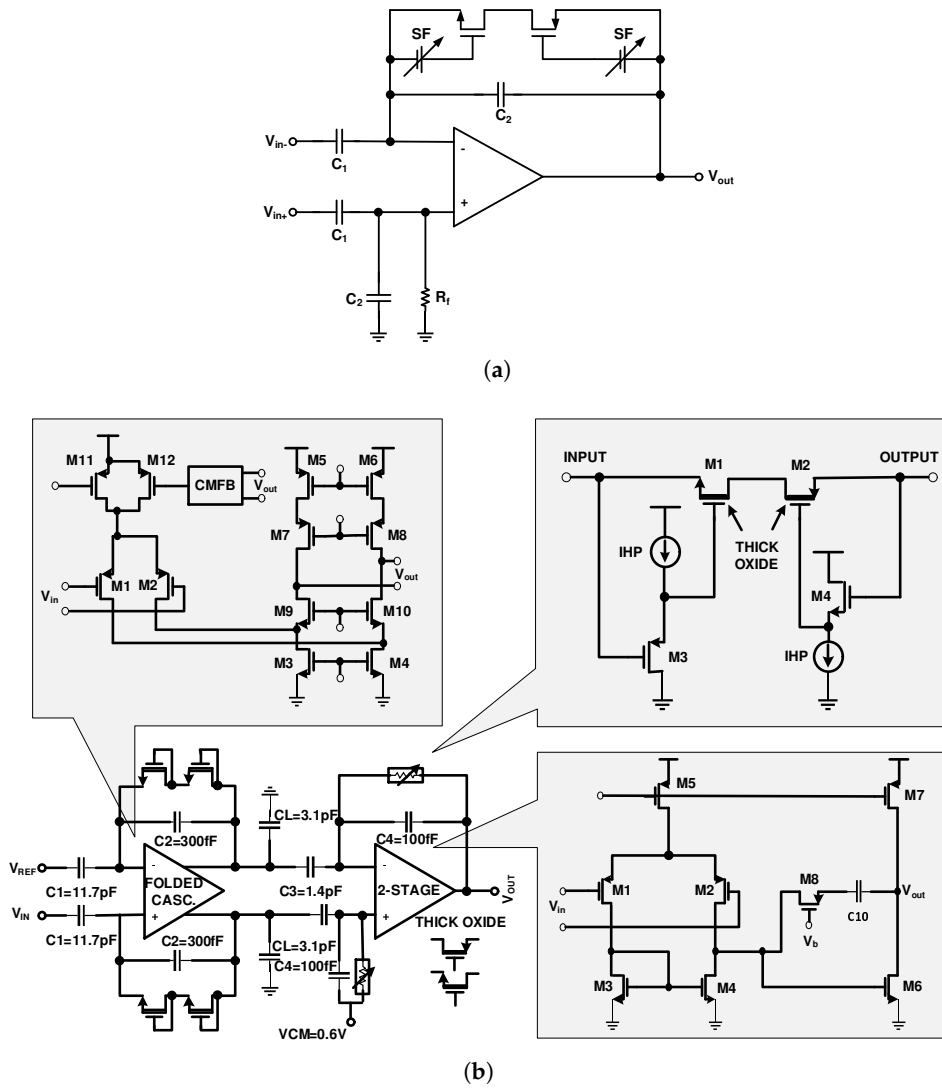 SF
SF
C2
Vin-
C1
-
Vout
Vin+
C1
+
C2
Rf
(a)
M11
M12
CMFB
Vout
M5
M6
M7
M8
Vout
M1
M2
Vin
M9
M10
M3
M4
INPUT
M1
M2
OUTPUT
IHP
THICK
OXIDE
M4
M3
IHP
C2=300fF
VREF
C1=11.7pF
-
FOLDED
CASC.
+
VIN
C1=11.7pF
C2=300fF
CL=3.1pF
C4=100fF
C3=1.4pF
-
2-STAGE
+
VOUT
CL=3.1pF
C4=100fF
THICK OXIDE
VCM=0.6V
M5
M7
M1
M2
Vin
M8
Vb
C10
Vout
M3
M4
M6
(b)